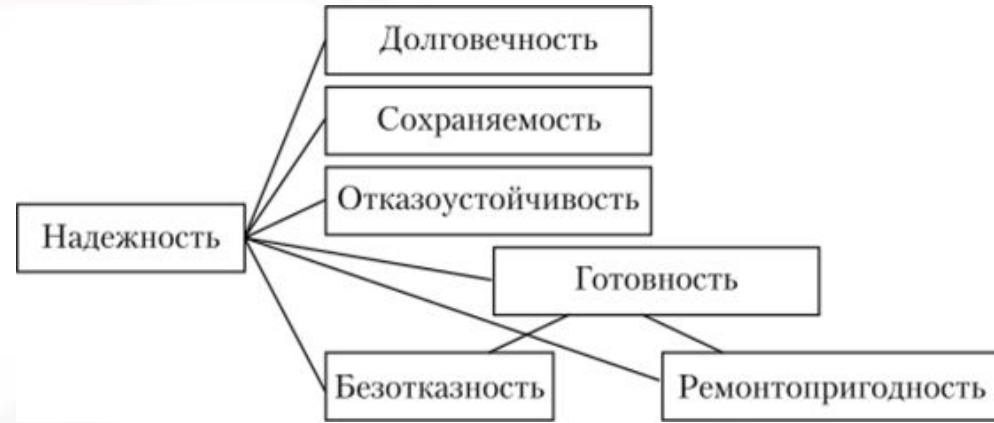 Долговечность
Сохраняемость
Отказоустойчивость
Надежность
Готовность
Безотказность
Ремонтопригодность